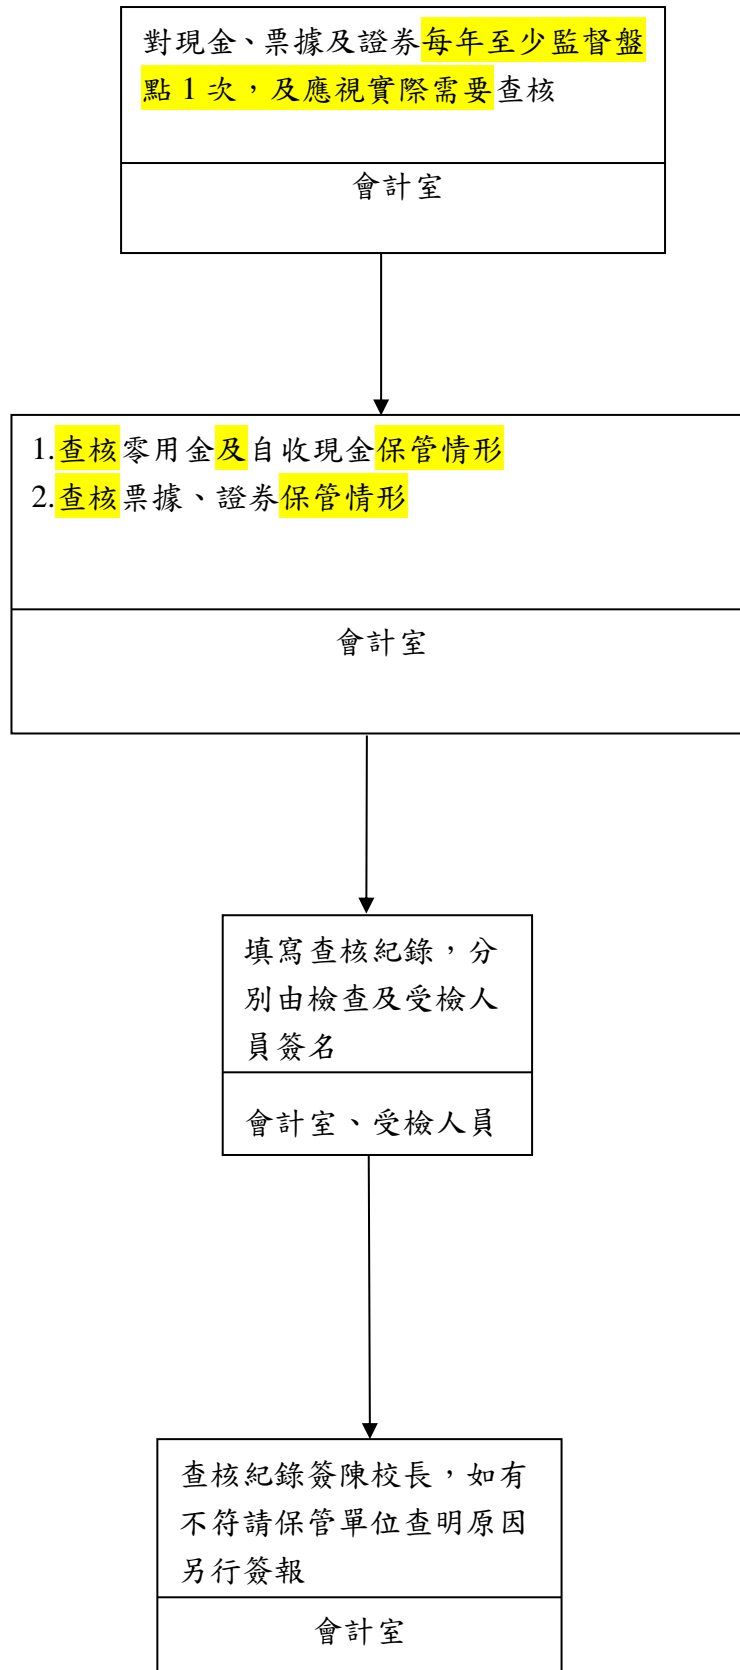 對現金、票據及證券每年至少監督盤
點 1 次，及應視實際需要查核
會計室
1.查核零用金及自收現金保管情形
2.查核票據、證券保管情形
會計室
填寫查核紀錄，分
別由檢查及受檢人
員簽名
會計室、受檢人員
查核紀錄簽陳校長，如有
不符請保管單位查明原因
另行簽報
會計室